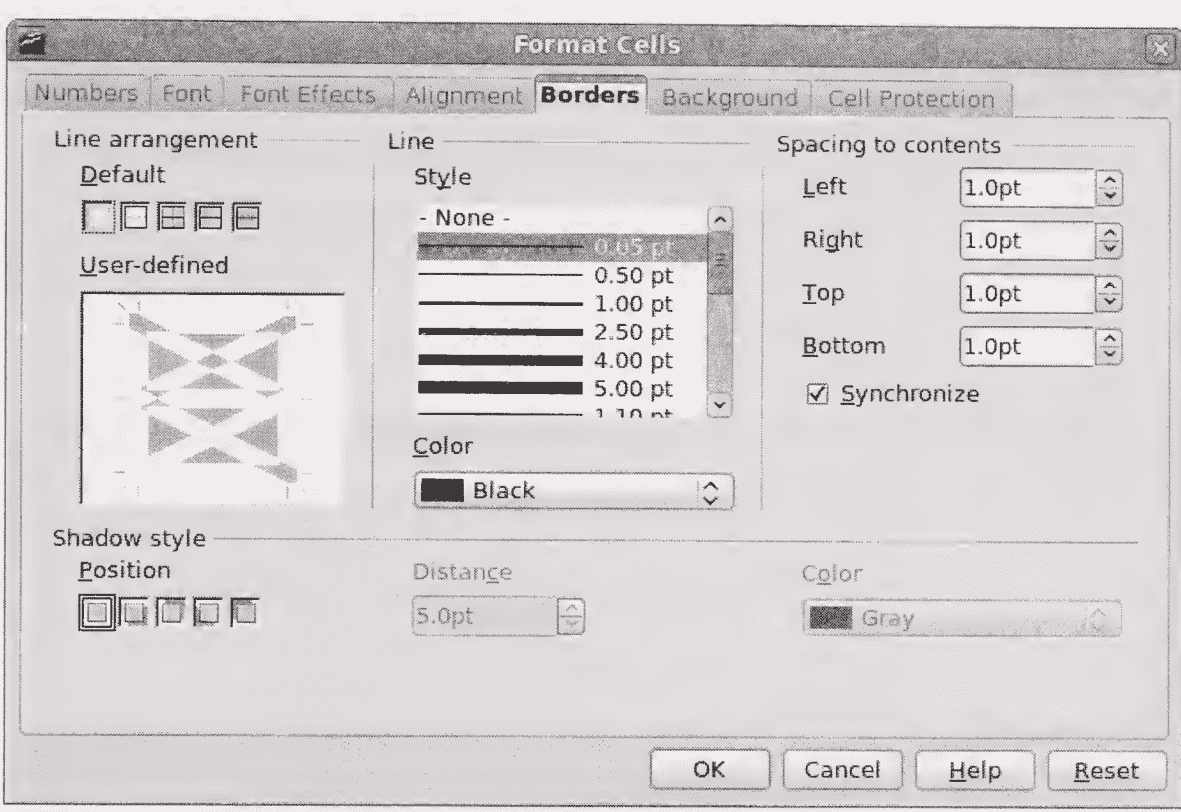 Format Cells
Numbers Font Font Effects Alignment Borders Background Cell Protection
Line arrangement
Default
User-defined
Line
Style
- None -
0.05 pt
0.50 pt
1.00 pt
2.50 pt
4.00 pt
5.00 pt
1.10 pt
Color
Black
Spacing to contents
Left 1.0pt
Right 1.0pt
Top 1.0pt
Bottom 1.0pt
Synchronize
Shadow style
Position
Distance
5.0pt
Color
Gray
OK Cancel Help Reset